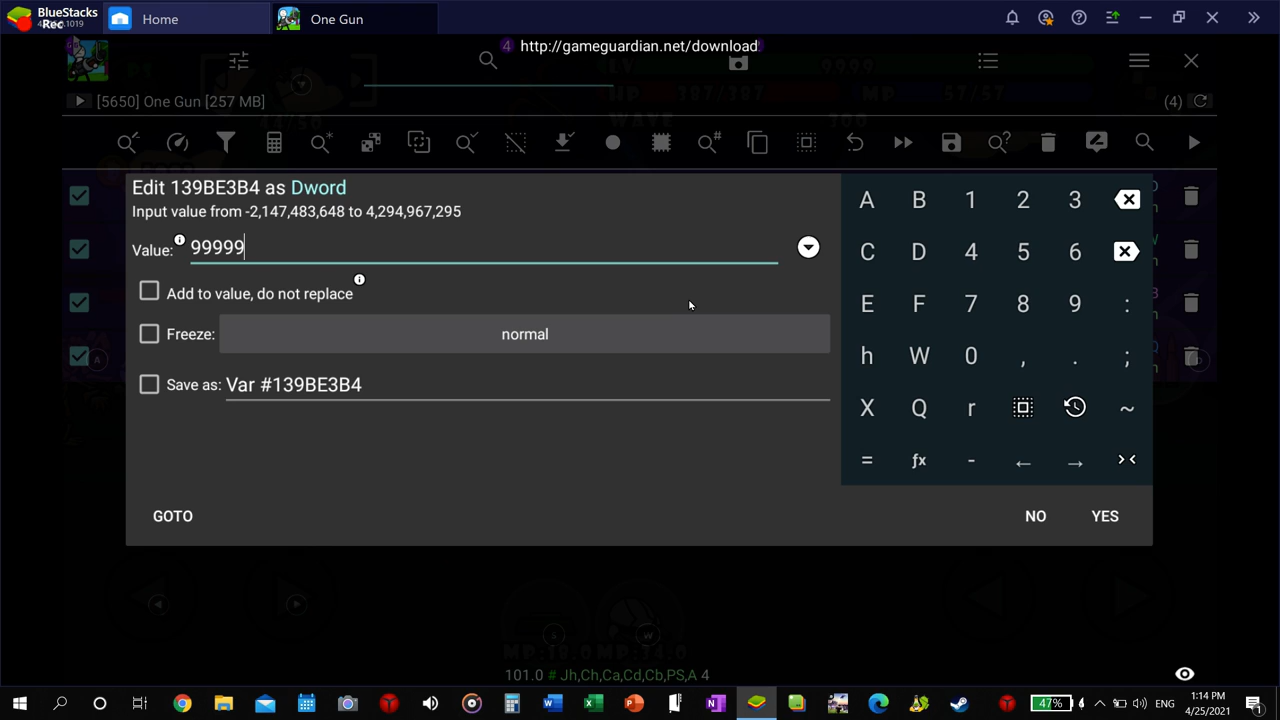 BlueStacks
Rec
Home
One Gun
4 http://gameguardian.net/download
[5650] One Gun [257 MB]
(4)
Edit 139BE3B4 as Dword
Input value from -2,147,483,648 to 4,294,967,295
Value: 99999
Add to value, do not replace
Freeze: normal
Save as: Var #139BE3B4
GOTO
NO
YES
A B 1 2 3
C D 4 5 6
E F 7 8 9 :
h W 0 , . ;
X Q r ~
= ƒx - ← → ><
101.0 # Jh,Ch,Ca,Cd,Cb,PS,A 4
47%
ENG
1:14 PM
4/25/2021